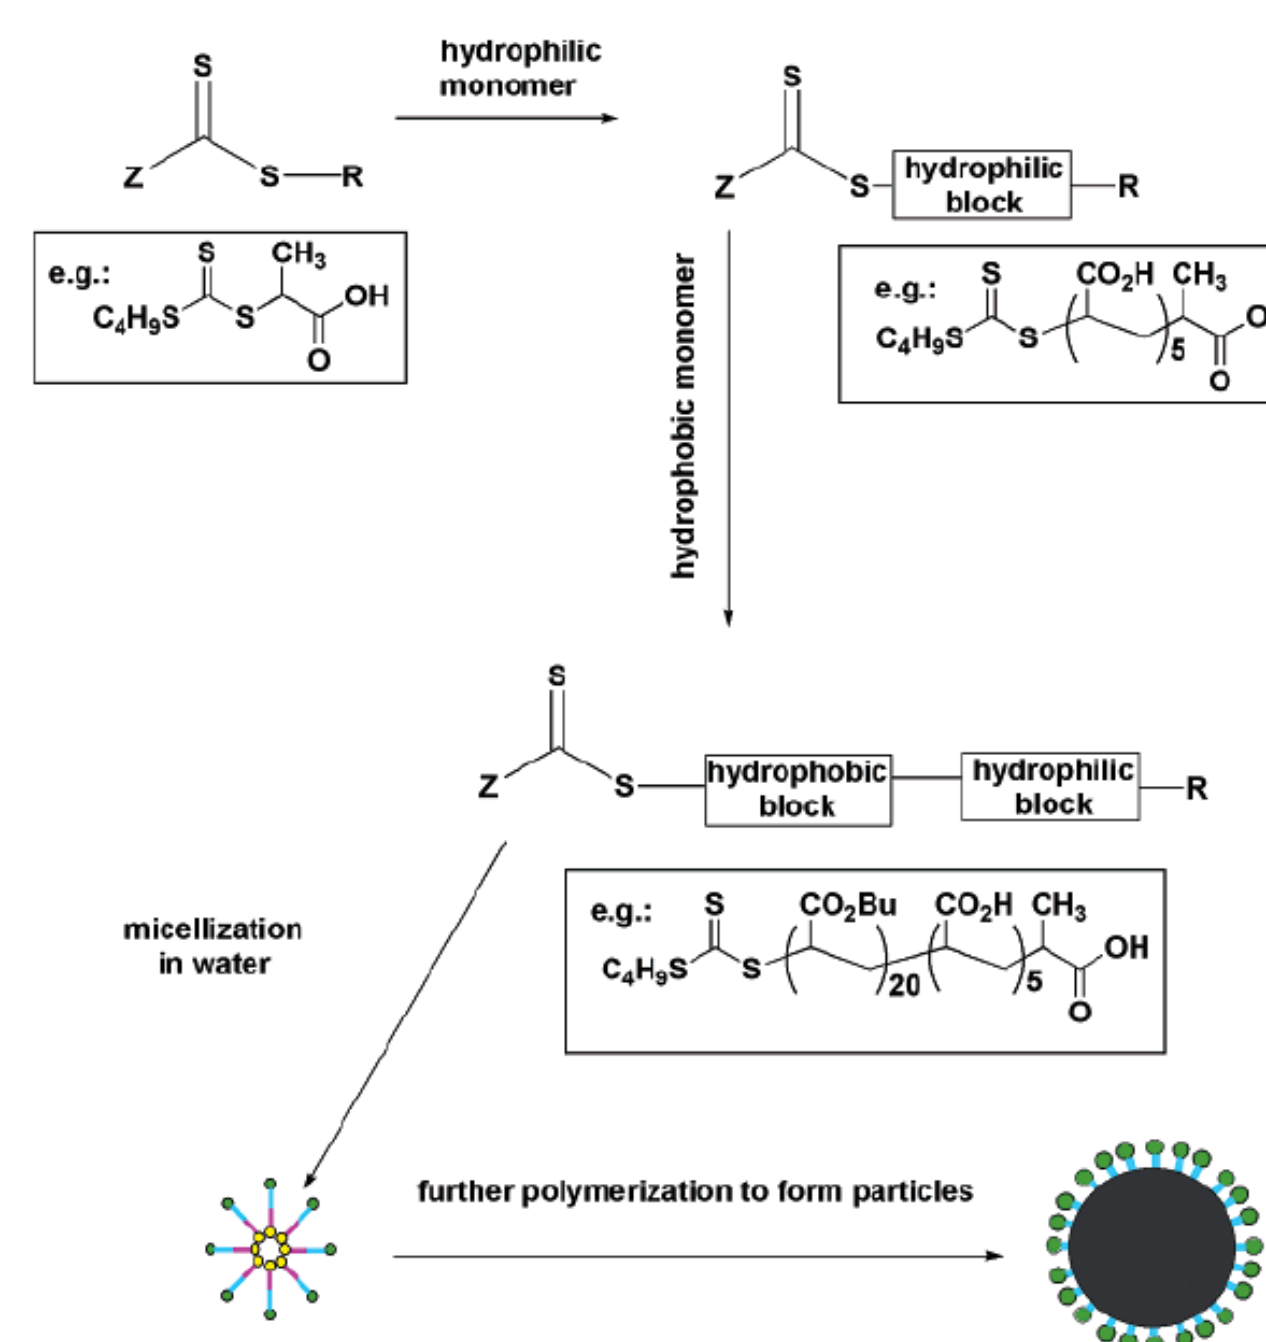 hydrophilic
monomer
S
Z
S
R
S
Z
S
hydrophilic
block
R
e.g.:
S
CH₃
C₄H₉S
S
OH
O
hydrophobic monomer
e.g.:
S
CO₂H
CH₃
C₄H₉S
S
( )5
O
O
S
Z
S
hydrophobic
block
hydrophilic
block
R
micellization
in water
e.g.:
S
CO₂Bu
CO₂H
CH₃
C₄H₉S
S
( )20
( )5
OH
O
further polymerization to form particles